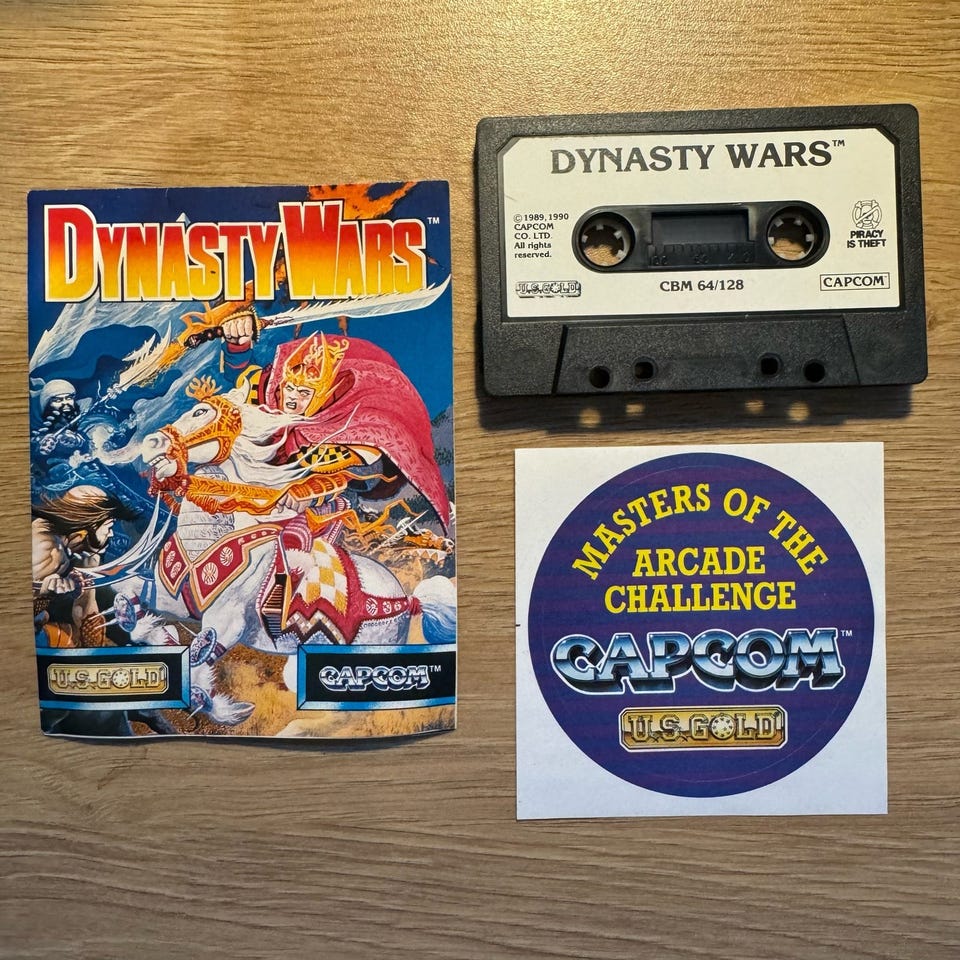 DYNASTY WARS™
U.S. GOLD
CAPCOM™
DYNASTY WARS™
© 1989, 1990
CAPCOM
CO. LTD.
All rights
reserved.
PIRACY
IS THEFT
U.S. GOLD
CBM 64/128
CAPCOM
MASTERS OF THE
ARCADE
CHALLENGE
CAPCOM™
U.S. GOLD